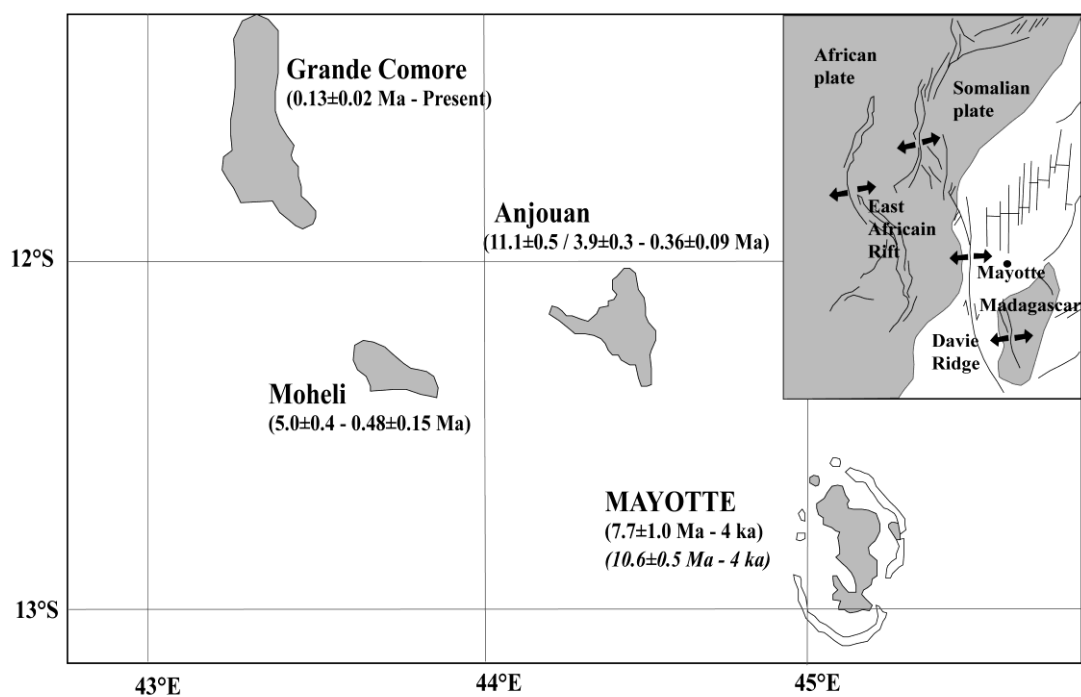 Grande Comore
(0.13±0.02 Ma - Present)
Anjouan
(11.1±0.5 / 3.9±0.3 - 0.36±0.09 Ma)
Moheli
(5.0±0.4 - 0.48±0.15 Ma)
MAYOTTE
(7.7±1.0 Ma - 4 ka)
(10.6±0.5 Ma - 4 ka)
African
plate
Somalian
plate
East
Africain
Rift
Mayotte
Madagascar
Davie
Ridge
12°S
13°S
43°E
44°E
45°E